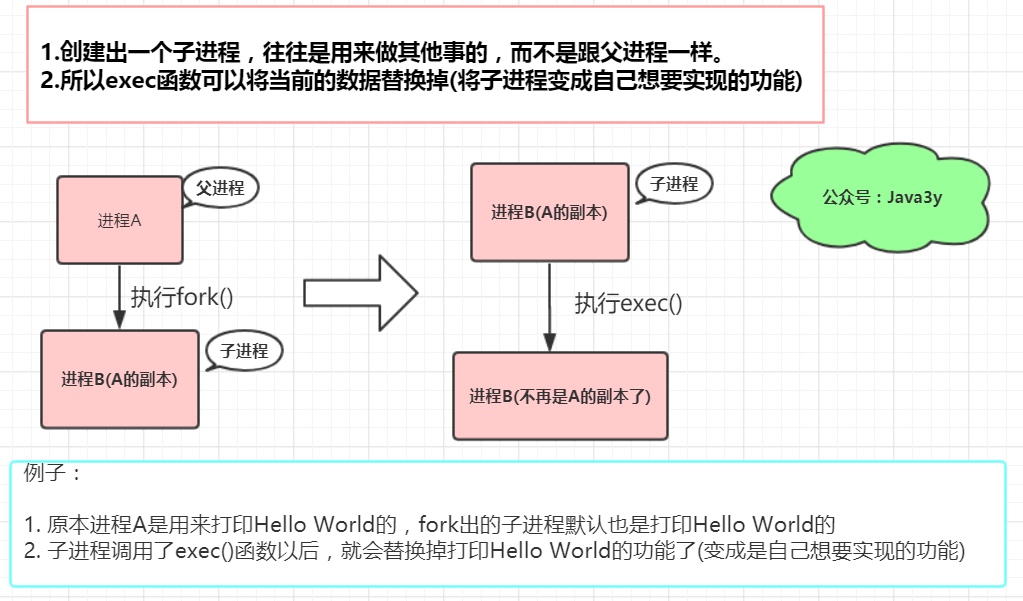 1.创建出一个子进程，往往是用来做其他事的，而不是跟父进程一样。
2.所以exec函数可以将当前的数据替换掉(将子进程变成自己想要实现的功能)
父进程
进程A
执行fork()
子进程
进程B(A的副本)
子进程
进程B(A的副本)
执行exec()
进程B(不再是A的副本了)
公众号：Java3y
例子：
1. 原本进程A是用来打印Hello World的，fork出的子进程默认也是打印Hello World的
2. 子进程调用了exec()函数以后，就会替换掉打印Hello World的功能了(变成是自己想要实现的功能)